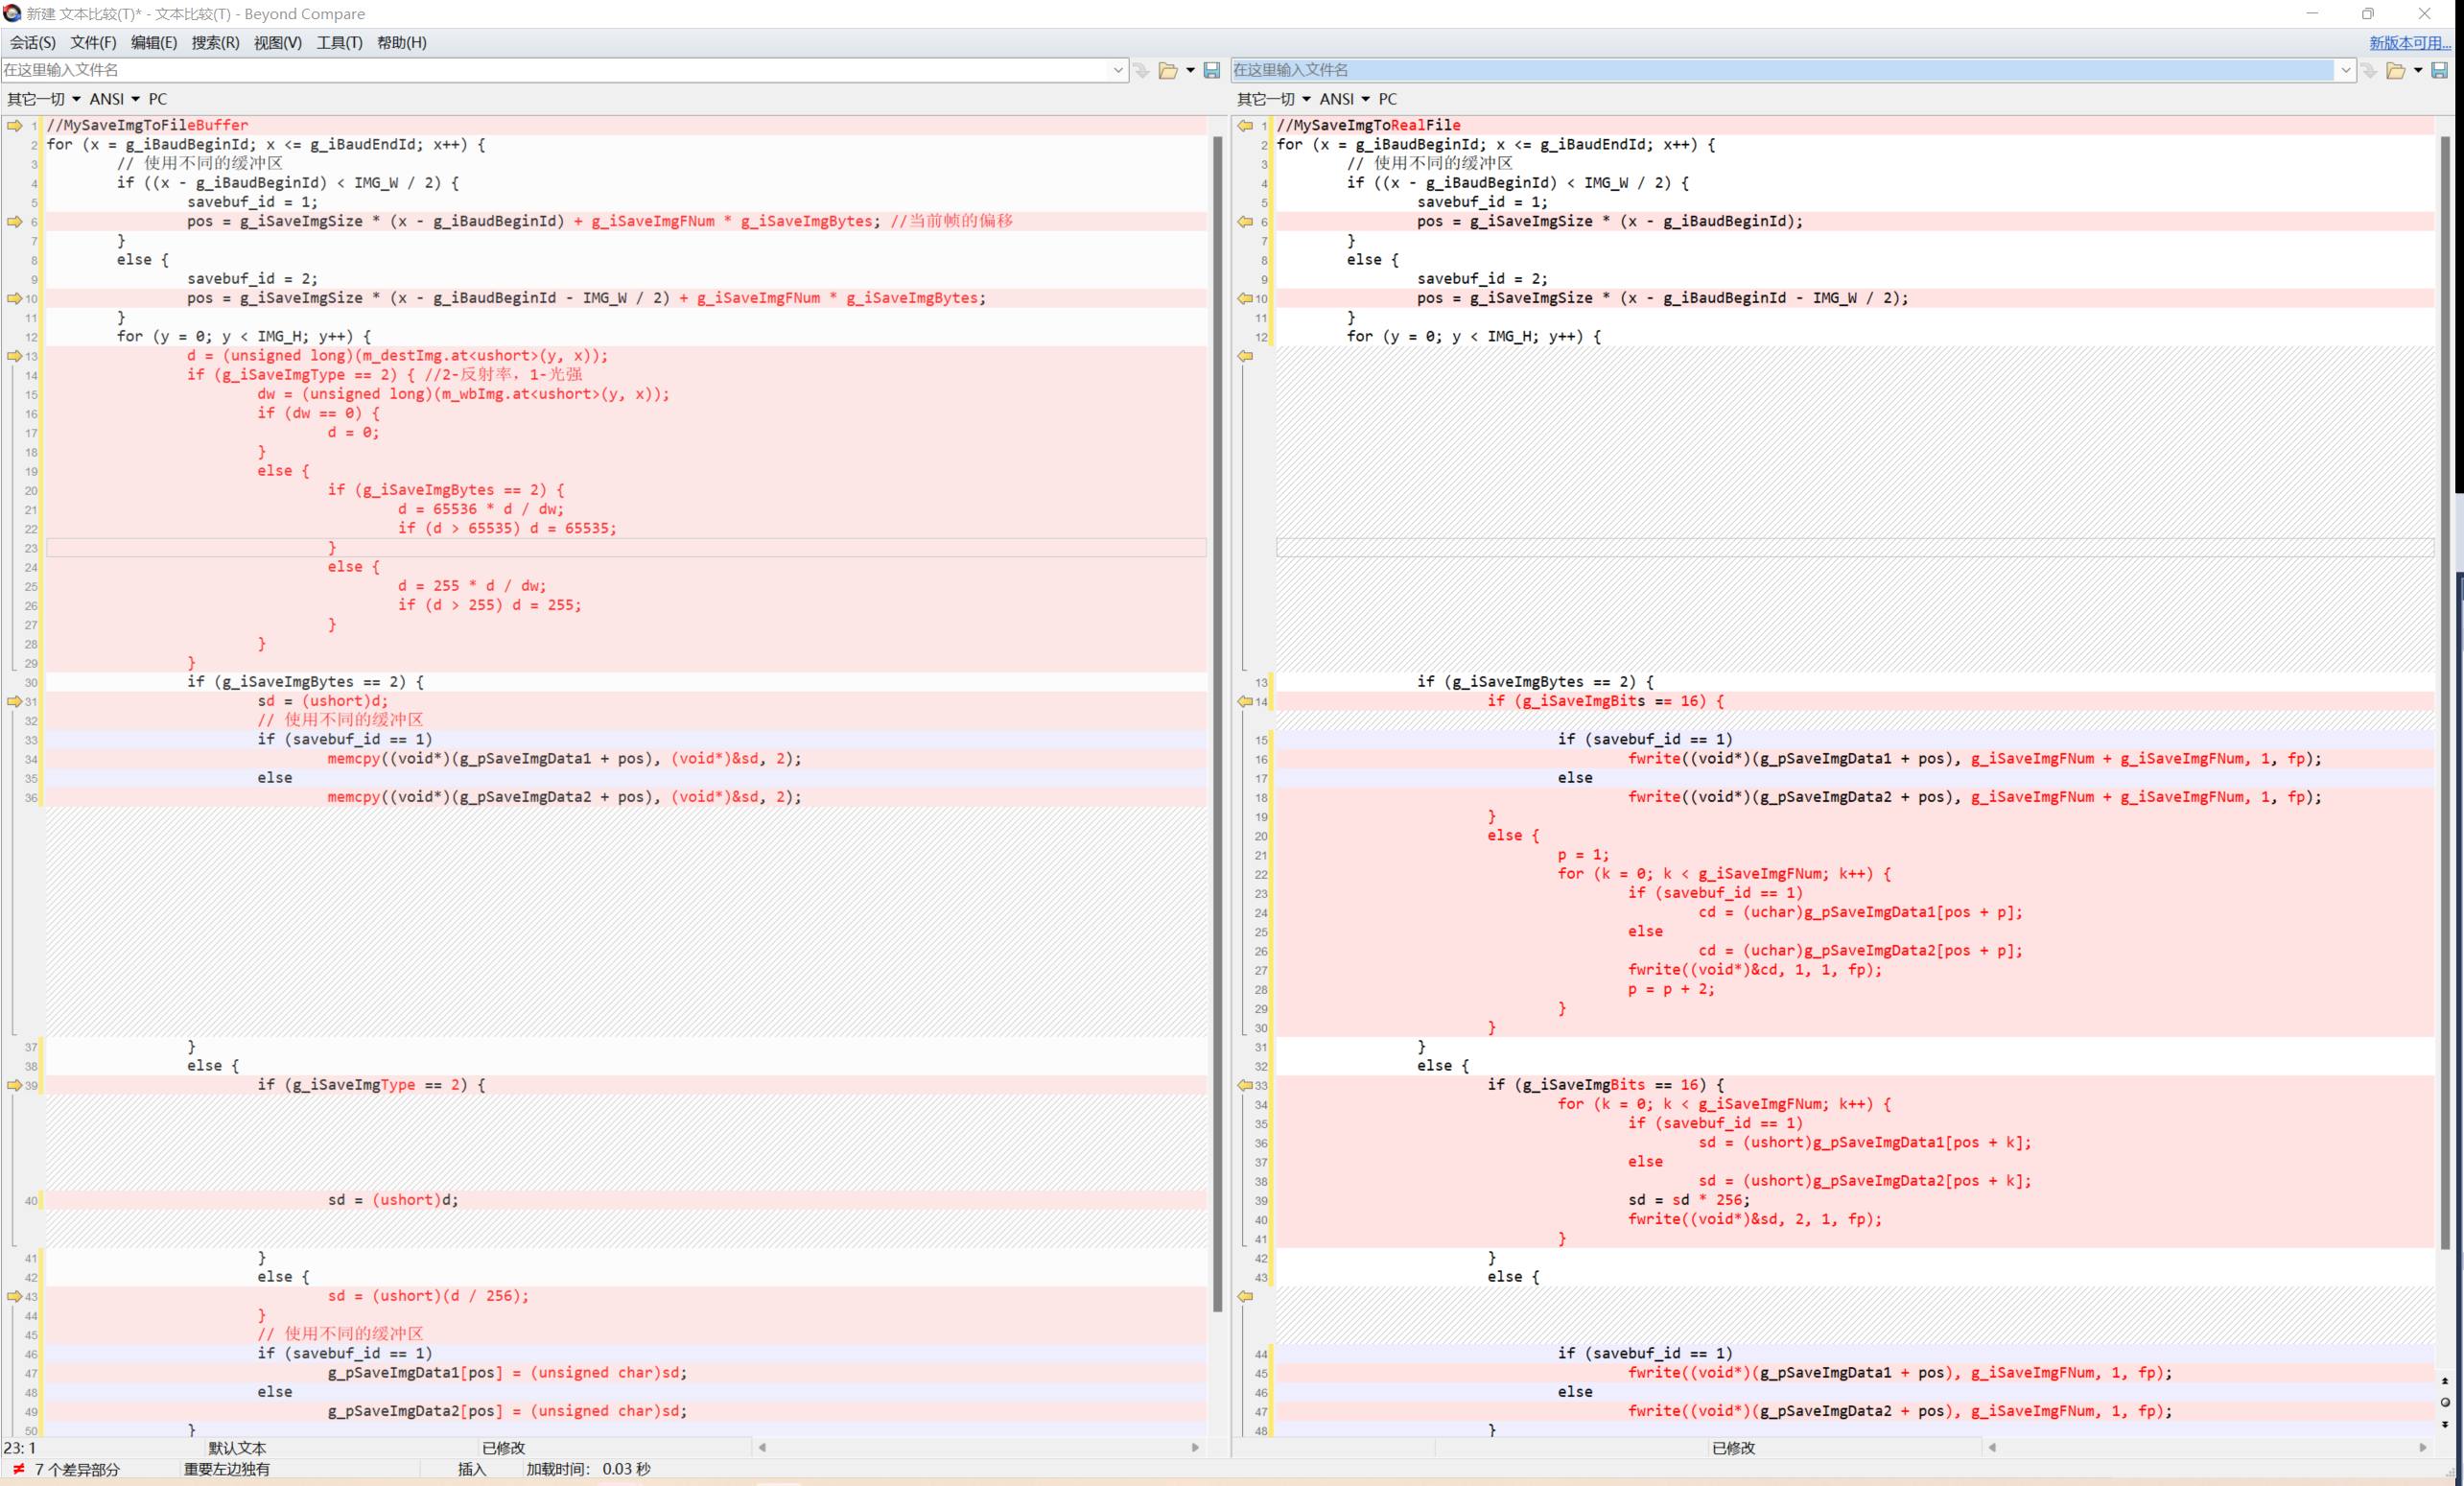 新建 文本比较(T)* - 文本比较(T) - Beyond Compare
会话(S) 文件(F) 编辑(E) 搜索(R) 视图(V) 工具(T) 帮助(H)
新版本可用...
在这里输入文件名
其它一切 ANSI PC
1 //MySaveImgToFileBuffer
2 for (x = g_iBaudBeginId; x <= g_iBaudEndId; x++) {
3 // 使用不同的缓冲区
4 if ((x - g_iBaudBeginId) < IMG_W / 2) {
5 savebuf_id = 1;
6 pos = g_iSaveImgSize * (x - g_iBaudBeginId) + g_iSaveImgFNum * g_iSaveImgBytes; //当前帧的偏移
7 }
8 else {
9 savebuf_id = 2;
10 pos = g_iSaveImgSize * (x - g_iBaudBeginId - IMG_W / 2) + g_iSaveImgFNum * g_iSaveImgBytes;
11 }
12 for (y = 0; y < IMG_H; y++) {
13 d = (unsigned long)(m_destImg.at<ushort>(y, x));
14 if (g_iSaveImgType == 2) { //2-反射率，1-光强
15 dw = (unsigned long)(m_wbImg.at<ushort>(y, x));
16 if (dw == 0) {
17 d = 0;
18 }
19 else {
20 if (g_iSaveImgBytes == 2) {
21 d = 65536 * d / dw;
22 if (d > 65535) d = 65535;
23 }
24 else {
25 d = 255 * d / dw;
26 if (d > 255) d = 255;
27 }
28 }
29 }
30 if (g_iSaveImgBytes == 2) {
31 sd = (ushort)d;
32 // 使用不同的缓冲区
33 if (savebuf_id == 1)
34 memcpy((void*)(g_pSaveImgData1 + pos), (void*)&sd, 2);
35 else
36 memcpy((void*)(g_pSaveImgData2 + pos), (void*)&sd, 2);
37 }
38 else {
39 if (g_iSaveImgType == 2) {
40 sd = (ushort)d;
41 }
42 else {
43 sd = (ushort)(d / 256);
44 }
45 // 使用不同的缓冲区
46 if (savebuf_id == 1)
47 g_pSaveImgData1[pos] = (unsigned char)sd;
48 else
49 g_pSaveImgData2[pos] = (unsigned char)sd;
50 }
23: 1 默认文本 已修改
在这里输入文件名
其它一切 ANSI PC
1 //MySaveImgToRealFile
2 for (x = g_iBaudBeginId; x <= g_iBaudEndId; x++) {
3 // 使用不同的缓冲区
4 if ((x - g_iBaudBeginId) < IMG_W / 2) {
5 savebuf_id = 1;
6 pos = g_iSaveImgSize * (x - g_iBaudBeginId);
7 }
8 else {
9 savebuf_id = 2;
10 pos = g_iSaveImgSize * (x - g_iBaudBeginId - IMG_W / 2);
11 }
12 for (y = 0; y < IMG_H; y++) {
13 if (g_iSaveImgBytes == 2) {
14 if (g_iSaveImgBits == 16) {
15 if (savebuf_id == 1)
16 fwrite((void*)(g_pSaveImgData1 + pos), g_iSaveImgFNum + g_iSaveImgFNum, 1, fp);
17 else
18 fwrite((void*)(g_pSaveImgData2 + pos), g_iSaveImgFNum + g_iSaveImgFNum, 1, fp);
19 }
20 else {
21 p = 1;
22 for (k = 0; k < g_iSaveImgFNum; k++) {
23 if (savebuf_id == 1)
24 cd = (uchar)g_pSaveImgData1[pos + p];
25 else
26 cd = (uchar)g_pSaveImgData2[pos + p];
27 fwrite((void*)&cd, 1, 1, fp);
28 p = p + 2;
29 }
30 }
31 }
32 else {
33 if (g_iSaveImgBits == 16) {
34 for (k = 0; k < g_iSaveImgFNum; k++) {
35 if (savebuf_id == 1)
36 sd = (ushort)g_pSaveImgData1[pos + k];
37 else
38 sd = (ushort)g_pSaveImgData2[pos + k];
39 sd = sd * 256;
40 fwrite((void*)&sd, 2, 1, fp);
41 }
42 }
43 else {
44 if (savebuf_id == 1)
45 fwrite((void*)(g_pSaveImgData1 + pos), g_iSaveImgFNum, 1, fp);
46 else
47 fwrite((void*)(g_pSaveImgData2 + pos), g_iSaveImgFNum, 1, fp);
48 }
已修改
7 个差异部分 重要左边独有 插入 加载时间: 0.03 秒